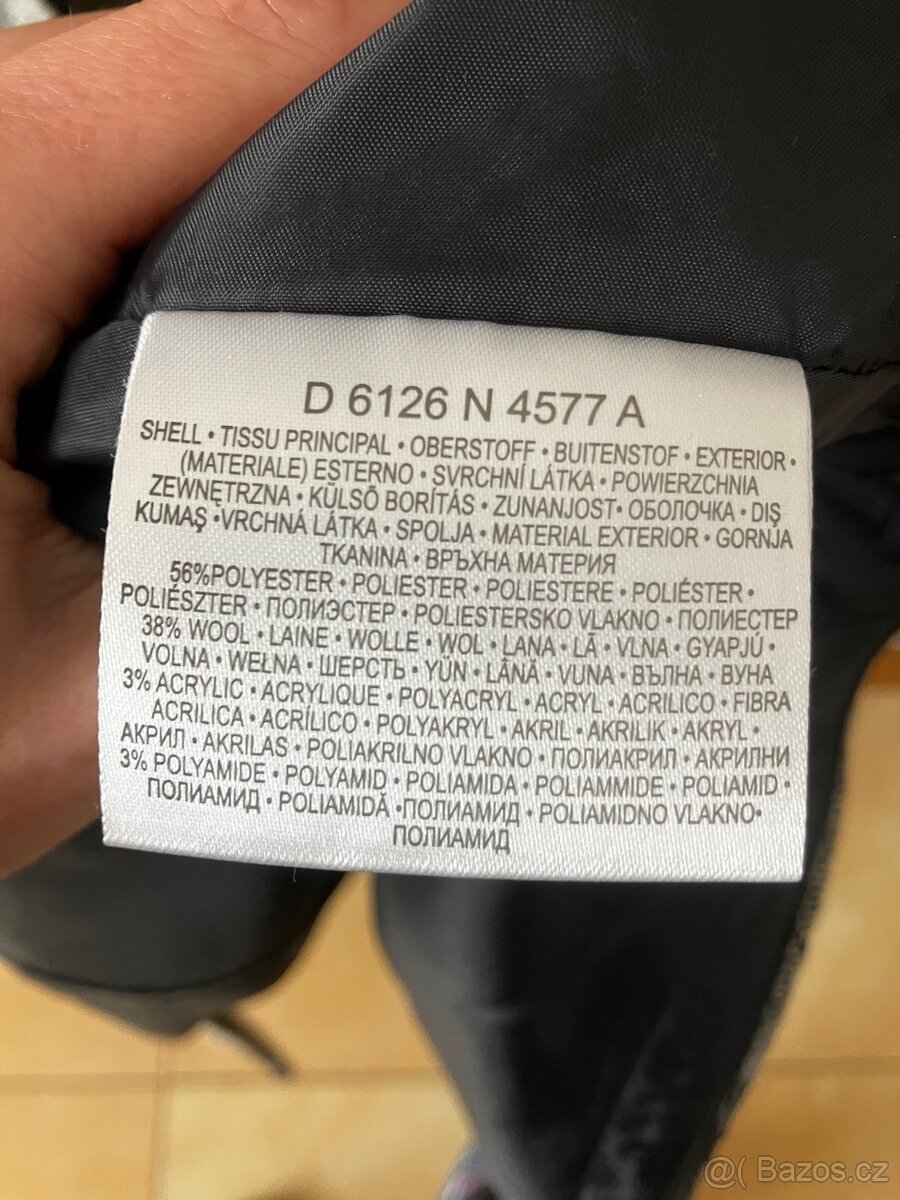 D 6126 N 4577 A
SHELL • TISSU PRINCIPAL • OBERSTOFF • BUITENSTOF • EXTERIOR •
(MATERIALE) ESTERNO • SVRCHNÍ LÁTKA • POWIERZCHNIA
ZEWNĘTRZNA • KÜLSŐ BORÍTÁS • ZUNANJOST• ОБОЛОЧКА • DIŞ
KUMAŞ •VRCHNÁ LÁTKA • SPOLJA • MATERIAL EXTERIOR • GORNJA
TKANINA • ВРЪХНА МАТЕРИЯ
56%POLYESTER • POLIESTER • POLIESTERE • POLIÉSTER •
POLIÉSZTER • ПОЛИЭСТЕР • POLIESTERSKO VLAKNO • ПОЛИЕСТЕР
38% WOOL • LAINE • WOLLE • WOL • LANA • LÃ • VLNA • GYAPJÚ •
VOLNA • WEŁNA • ШЕРСТЬ • YÜN • LÂNĂ • VUNA • ВЪЛНА • ВУНА
3% ACRYLIC • ACRYLIQUE • POLYACRYL • ACRYL • ACRILICO • FIBRA
ACRILICA • ACRÍLICO • POLYAKRYL • AKRIL • AKRILIK • AKRYL •
АКРИЛ • AKRILAS • POLIAKRILNO VLAKNO • ПОЛИАКРИЛ • АКРИЛНИ
3% POLYAMIDE • POLYAMID • POLIAMIDA • POLIAMMIDE • POLIAMID •
ПОЛИАМИД • POLIAMIDĂ •ПОЛИАМИД • POLIAMIDNO VLAKNO•
ПОЛИАМИД
@( Bazos.cz